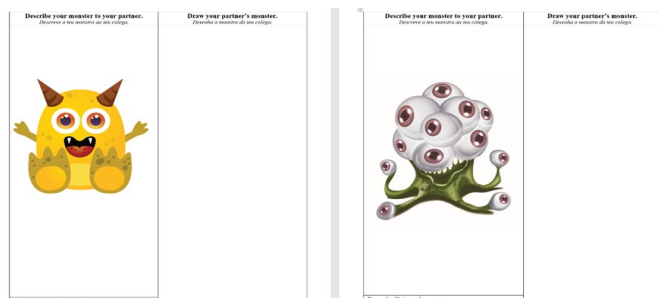 Describe your monster to your partner.
Descreve o teu monstro ao teu colega.
Draw your partner's monster.
Desenha o monstro do teu colega.
Describe your monster to your partner.
Descreve o teu monstro ao teu colega.
Draw your partner's monster.
Desenha o monstro do teu colega.